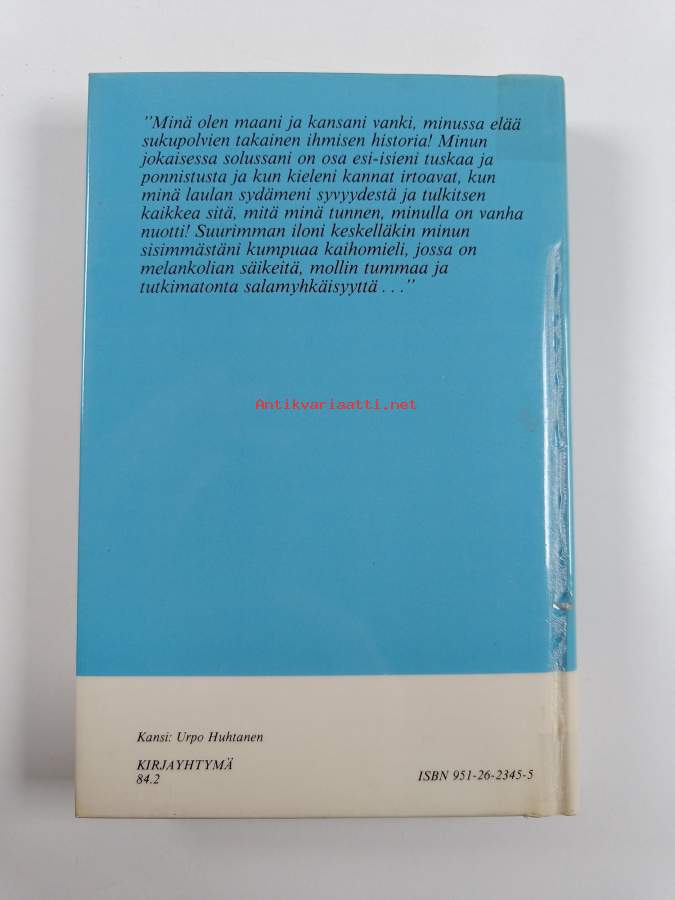 "Minä olen maani ja kansani vanki, minussa elää
sukupolvien takainen ihmisen historia! Minun
jokaisessa solussani on osa esi-isieni tuskaa ja
ponnistusta ja kun kieleni kannat irtoavat, kun
minä laulan sydämeni syvyydestä ja tulkitsen
kaikkea sitä, mitä minä tunnen, minulla on vanha
nuotti! Suurimman iloni keskelläkin minun
sisimmästäni kumpuaa kaihomieli, jossa on
melankolian säikeitä, mollin tummaa ja
tutkimatonta salamyhkäisyyttä . . ."
Antikvariaatti.net
Kansi: Urpo Huhtanen
KIRJAYHTYMÄ
84.2
ISBN 951-26-2345-5